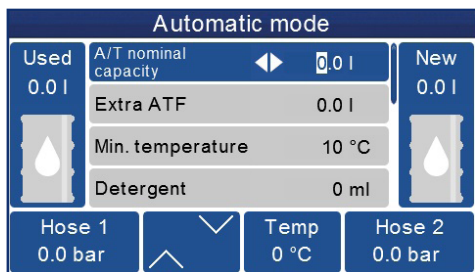 Automatic mode
Used
0.0 l
A/T nominal
capacity
0.0 l
Extra ATF 0.0 l
Min. temperature 10 °C
Detergent 0 ml
New
0.0 l
Hose 1
0.0 bar
Temp
0 °C
Hose 2
0.0 bar